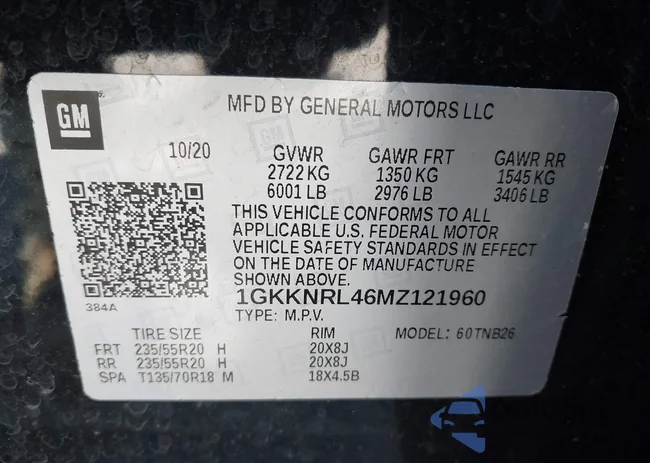 GM
MFD BY GENERAL MOTORS LLC
10/20 GVWR GAWR FRT GAWR RR
2722 KG 1350 KG 1545 KG
6001 LB 2976 LB 3406 LB
THIS VEHICLE CONFORMS TO ALL
APPLICABLE U.S. FEDERAL MOTOR
VEHICLE SAFETY STANDARDS IN EFFECT
ON THE DATE OF MANUFACTURE
SHOWN ABOVE.
384A
1GKKNRL46MZ121960
TYPE: M.P.V.
TIRE SIZE RIM MODEL: 60TNB26
FRT 235/55R20 H 20X8J
RR 235/55R20 H 20X8J
SPA T135/70R18 M 18X4.5B